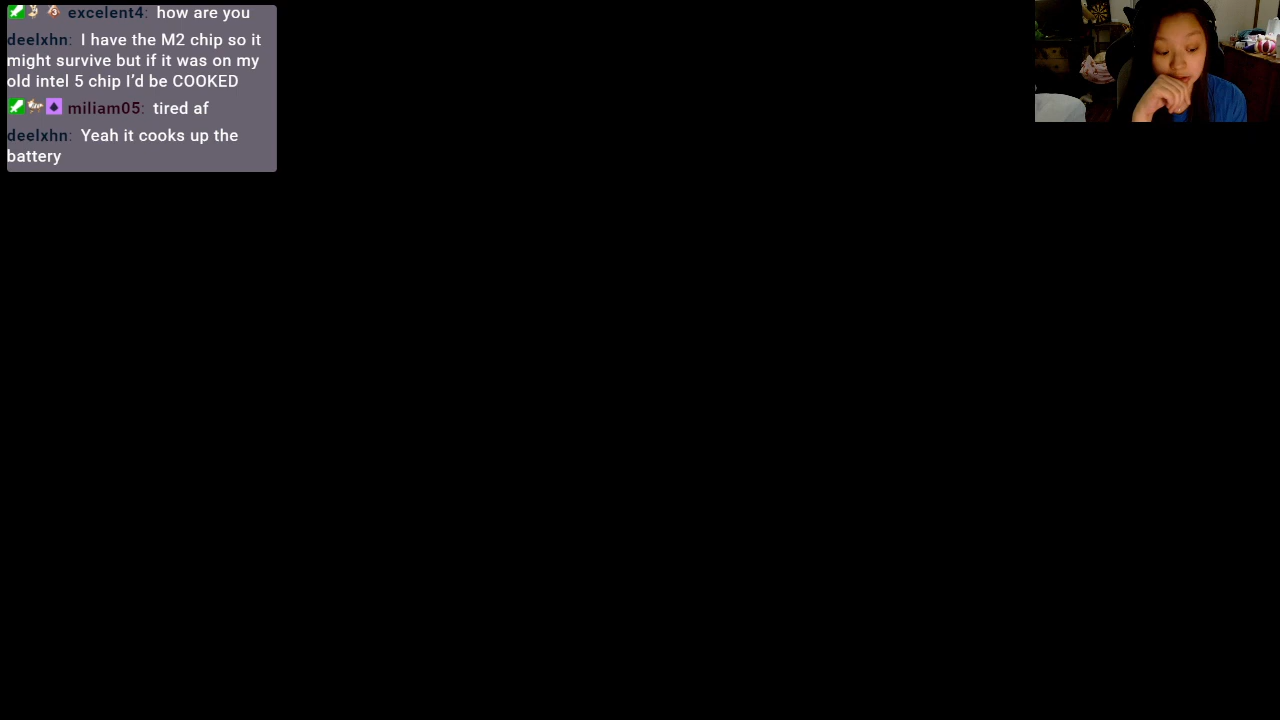 excelent4: how are you
deelxhn: I have the M2 chip so it
might survive but if it was on my
old intel 5 chip I'd be COOKED
miliam05: tired af
deelxhn: Yeah it cooks up the
battery